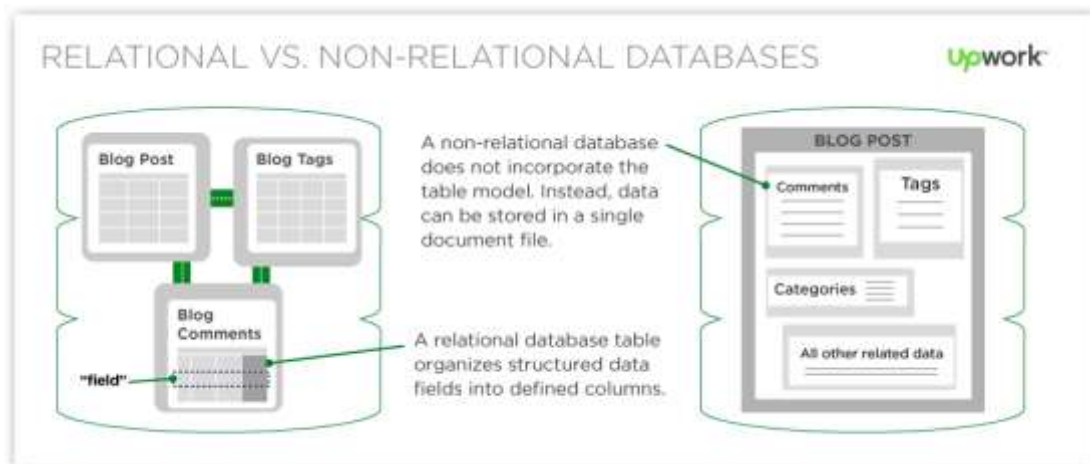 RELATIONAL VS. NON-RELATIONAL DATABASES
Upwork™
Blog Post
Blog Tags
Blog
Comments
"field"
A non-relational database
does not incorporate the
table model. Instead, data
can be stored in a single
document file.
A relational database table
organizes structured data
fields into defined columns.
BLOG POST
Comments
Tags
Categories
All other related data